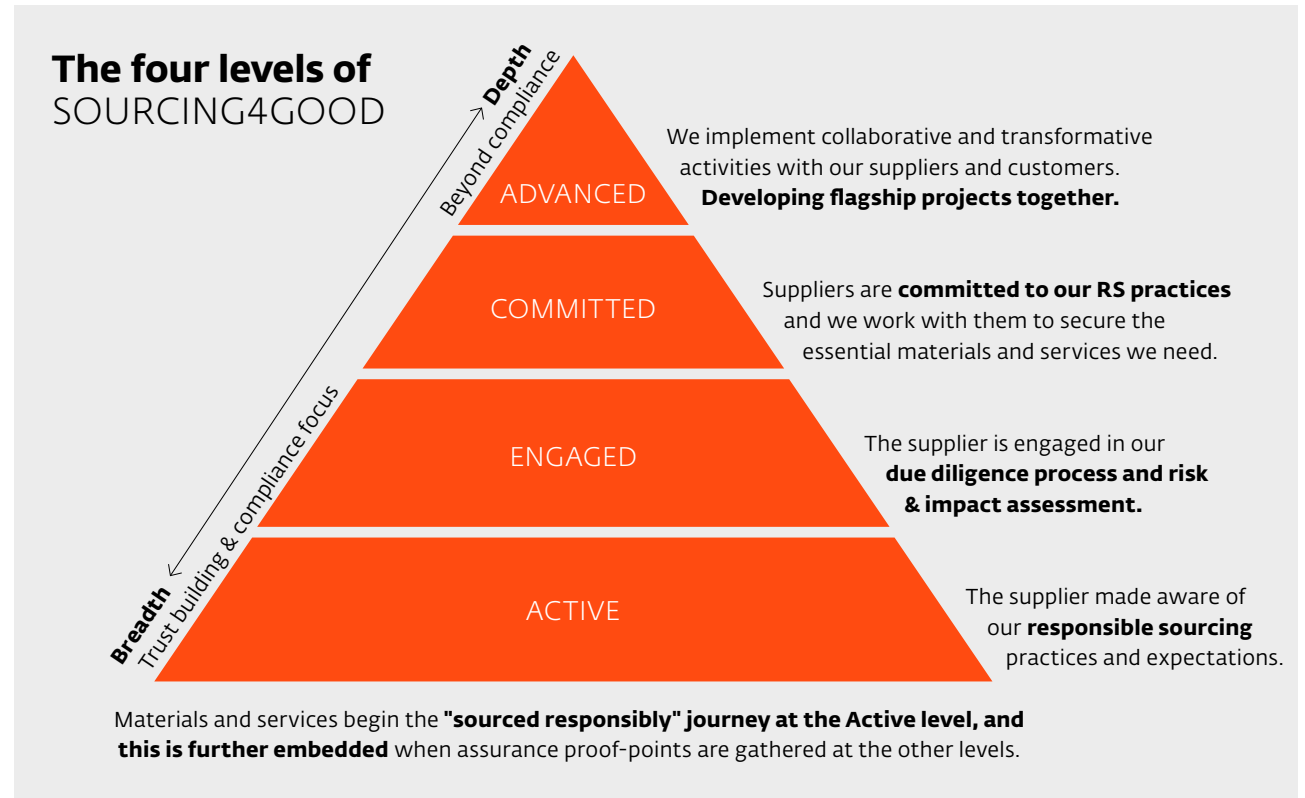 The four levels of
SOURCING4GOOD
Depth
Beyond compliance
ADVANCED
We implement collaborative and transformative
activities with our suppliers and customers.
Developing flagship projects together.
COMMITTED
Suppliers are committed to our RS practices
and we work with them to secure the
essential materials and services we need.
ENGAGED
The supplier is engaged in our
due diligence process and risk
& impact assessment.
Breadth
Trust building & compliance focus
ACTIVE
The supplier made aware of
our responsible sourcing
practices and expectations.
Materials and services begin the "sourced responsibly" journey at the Active level, and
this is further embedded when assurance proof-points are gathered at the other levels.